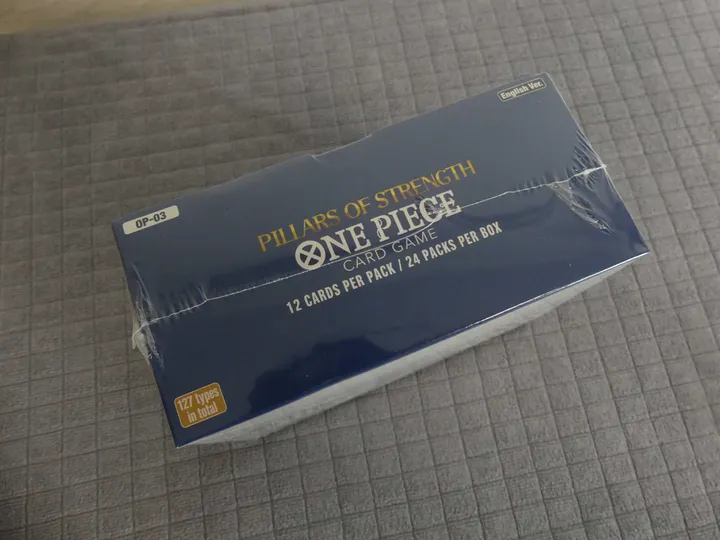 English Ver.
OP-03
PILLARS OF STRENGTH
ONE PIECE
CARD GAME
12 CARDS PER PACK / 24 PACKS PER BOX
127 types
in total